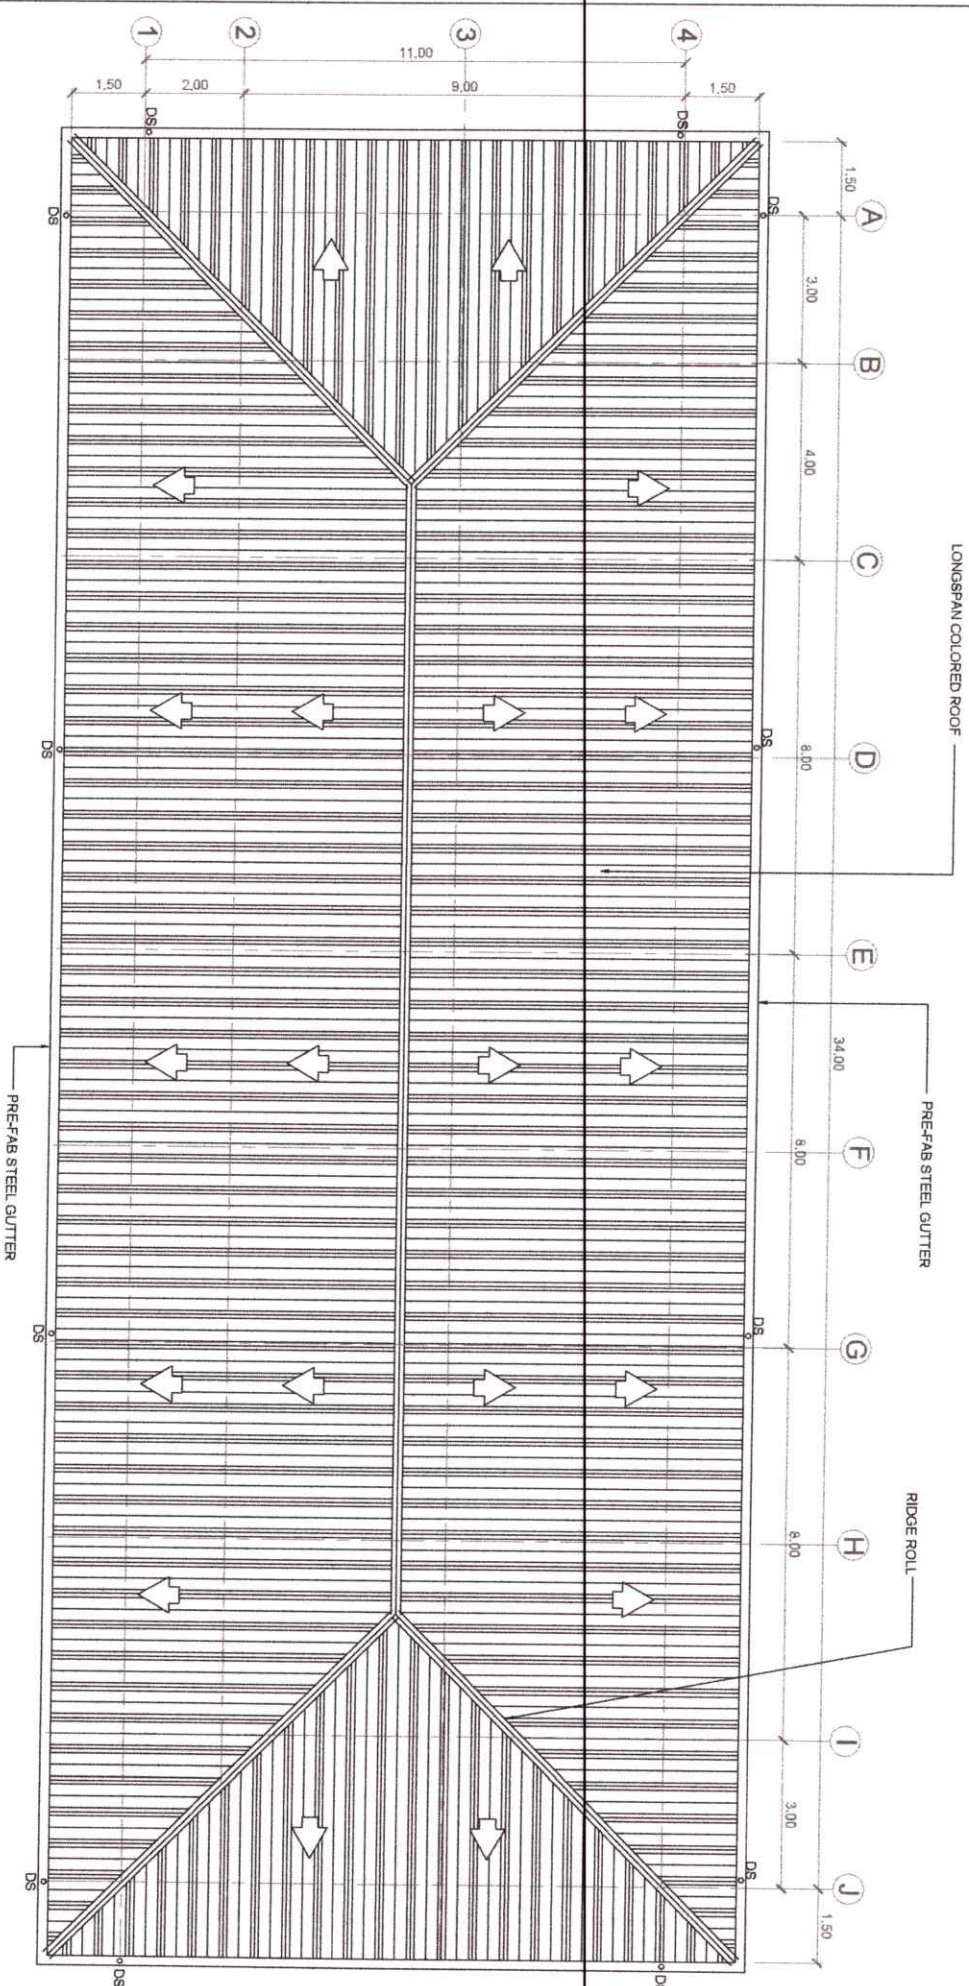 1
2
3
4
11.00
1.50
2.00
9.00
1.50
DS
DS
1.50
DS
DS
A
3.00
B
4.00
LONGSPAN COLORED ROOF
C
8.00
DS
DS
D
E
34.00
PRE-FAB STEEL GUTTER
PRE-FAB STEEL GUTTER
8.00
F
DS
DS
G
8.00
RIDGE ROLL
H
I
3.00
DS
DS
J
1.50
DS